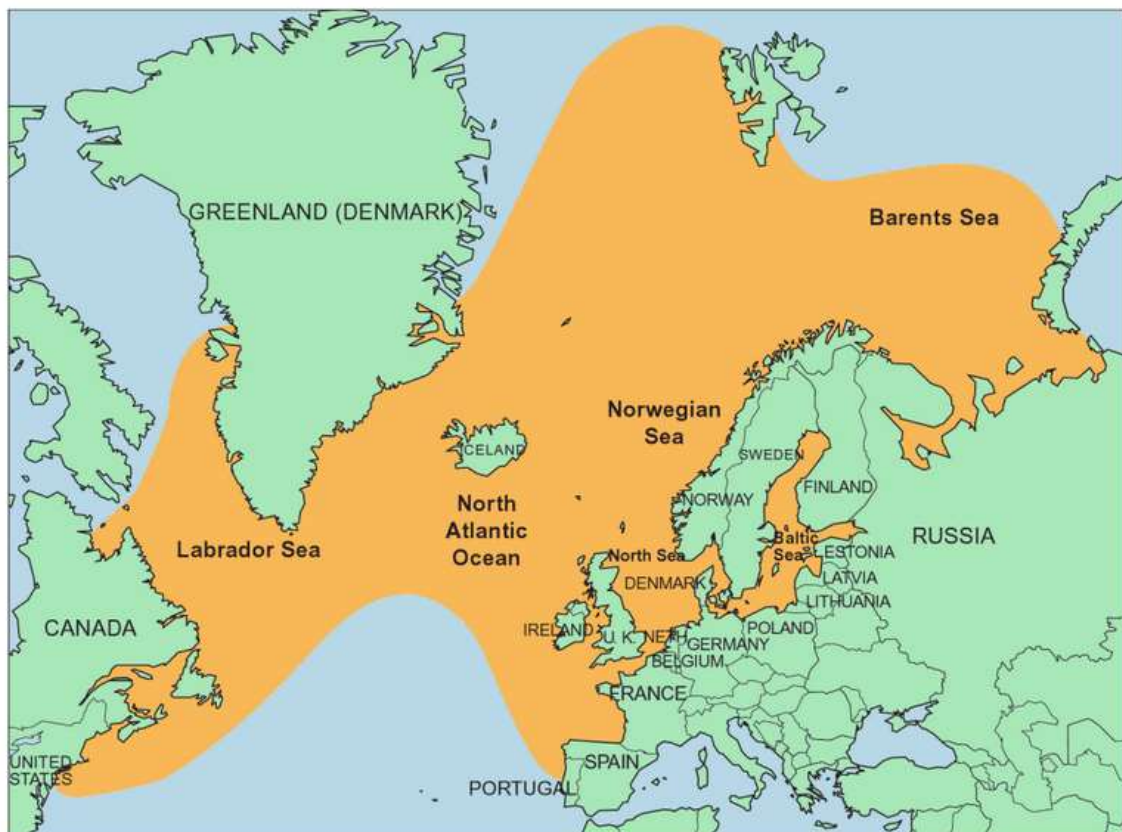 GREENLAND (DENMARK)
Barents Sea
Norwegian
Sea
ICELAND
SWEDEN
FINLAND
NORWAY
North
Atlantic
Ocean
Labrador Sea
RUSSIA
Baltic
Sea
North Sea
ESTONIA
DENMARK
LATVIA
LITHUANIA
CANADA
IRELAND
U. K.
NETH
GERMANY
POLAND
BELGIUM
FRANCE
UNITED
STATES
SPAIN
PORTUGAL